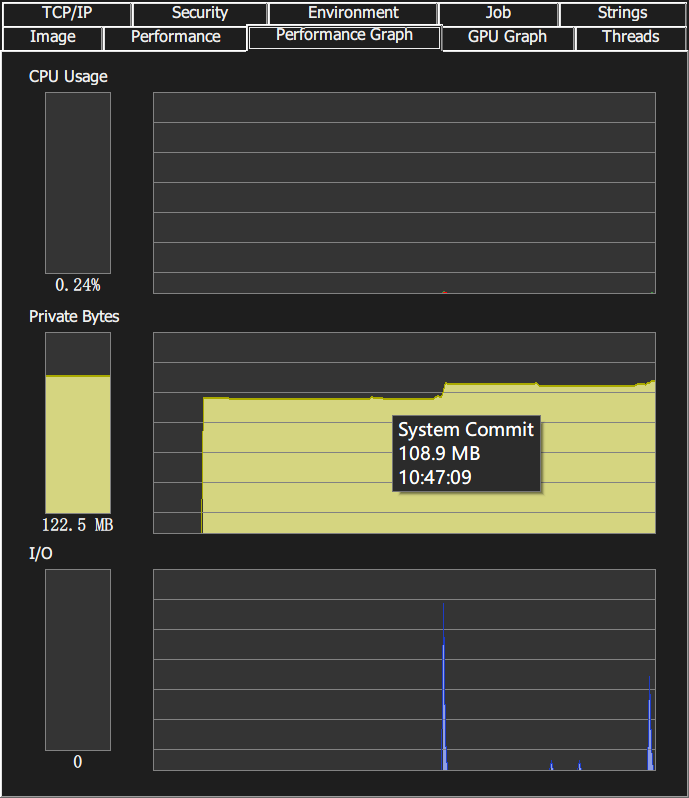 TCP/IP Security Environment Job Strings
Image Performance Performance Graph GPU Graph Threads
CPU Usage
0.24%
Private Bytes
System Commit
108.9 MB
10:47:09
122.5 MB
I/O
0